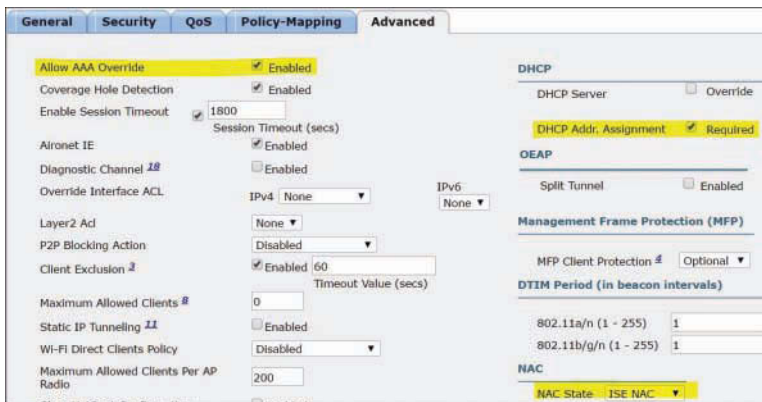 General Security QoS Policy-Mapping Advanced
Allow AAA Override Enabled
Coverage Hole Detection Enabled
Enable Session Timeout 1800
Session Timeout (secs)
Aironet IE Enabled
Diagnostic Channel 18 Enabled
Override Interface ACL IPv4 None IPv6 None
Layer2 Acl None
P2P Blocking Action Disabled
Client Exclusion 3 Enabled 60
Timeout Value (secs)
Maximum Allowed Clients 8 0
Static IP Tunneling 11 Enabled
Wi-Fi Direct Clients Policy Disabled
Maximum Allowed Clients Per AP
Radio 200
DHCP
DHCP Server Override
DHCP Addr. Assignment Required
OEAP
Split Tunnel Enabled
Management Frame Protection (MFP)
MFP Client Protection 4 Optional
DTIM Period (in beacon intervals)
802.11a/n (1 - 255) 1
802.11b/g/n (1 - 255) 1
NAC
NAC State ISE NAC